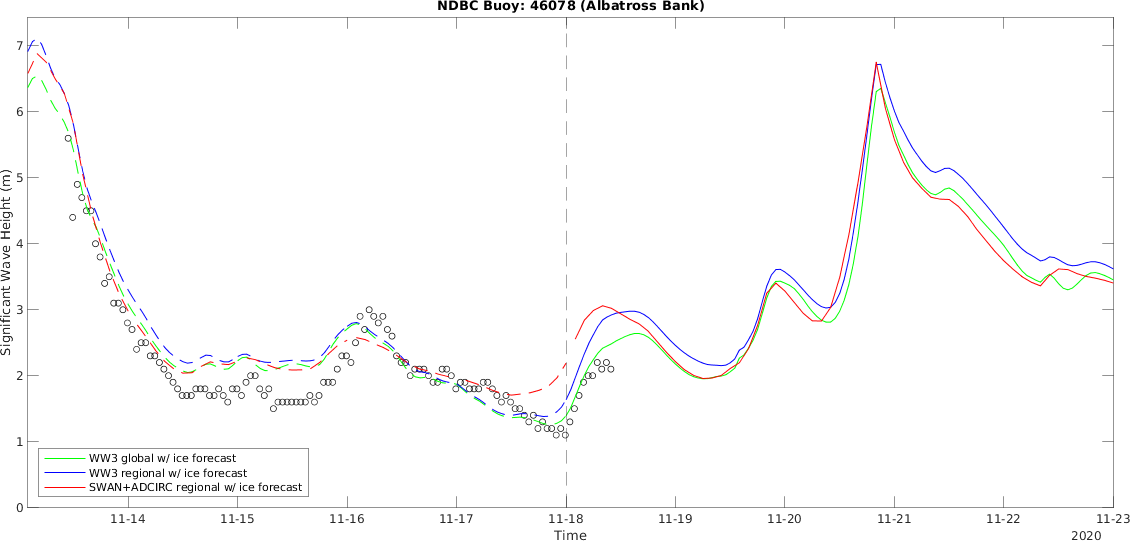 NDBC Buoy: 46078 (Albatross Bank)
Significant Wave Height (m)
7
6
5
4
3
2
1
0
WW3 global w/ ice forecast
WW3 regional w/ ice forecast
SWAN+ADCIRC regional w/ ice forecast
11-14 11-15 11-16 11-17 11-18 11-19 11-20 11-21 11-22 11-23
Time
2020